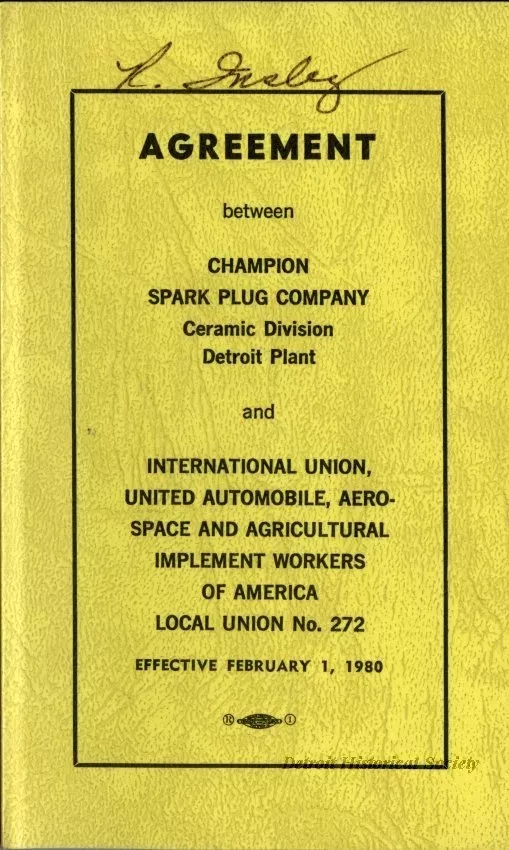 R. Insley
AGREEMENT
between
CHAMPION
SPARK PLUG COMPANY
Ceramic Division
Detroit Plant
and
INTERNATIONAL UNION,
UNITED AUTOMOBILE, AERO-
SPACE AND AGRICULTURAL
IMPLEMENT WORKERS
OF AMERICA
LOCAL UNION No. 272
EFFECTIVE FEBRUARY 1, 1980
Detroit Historical Society